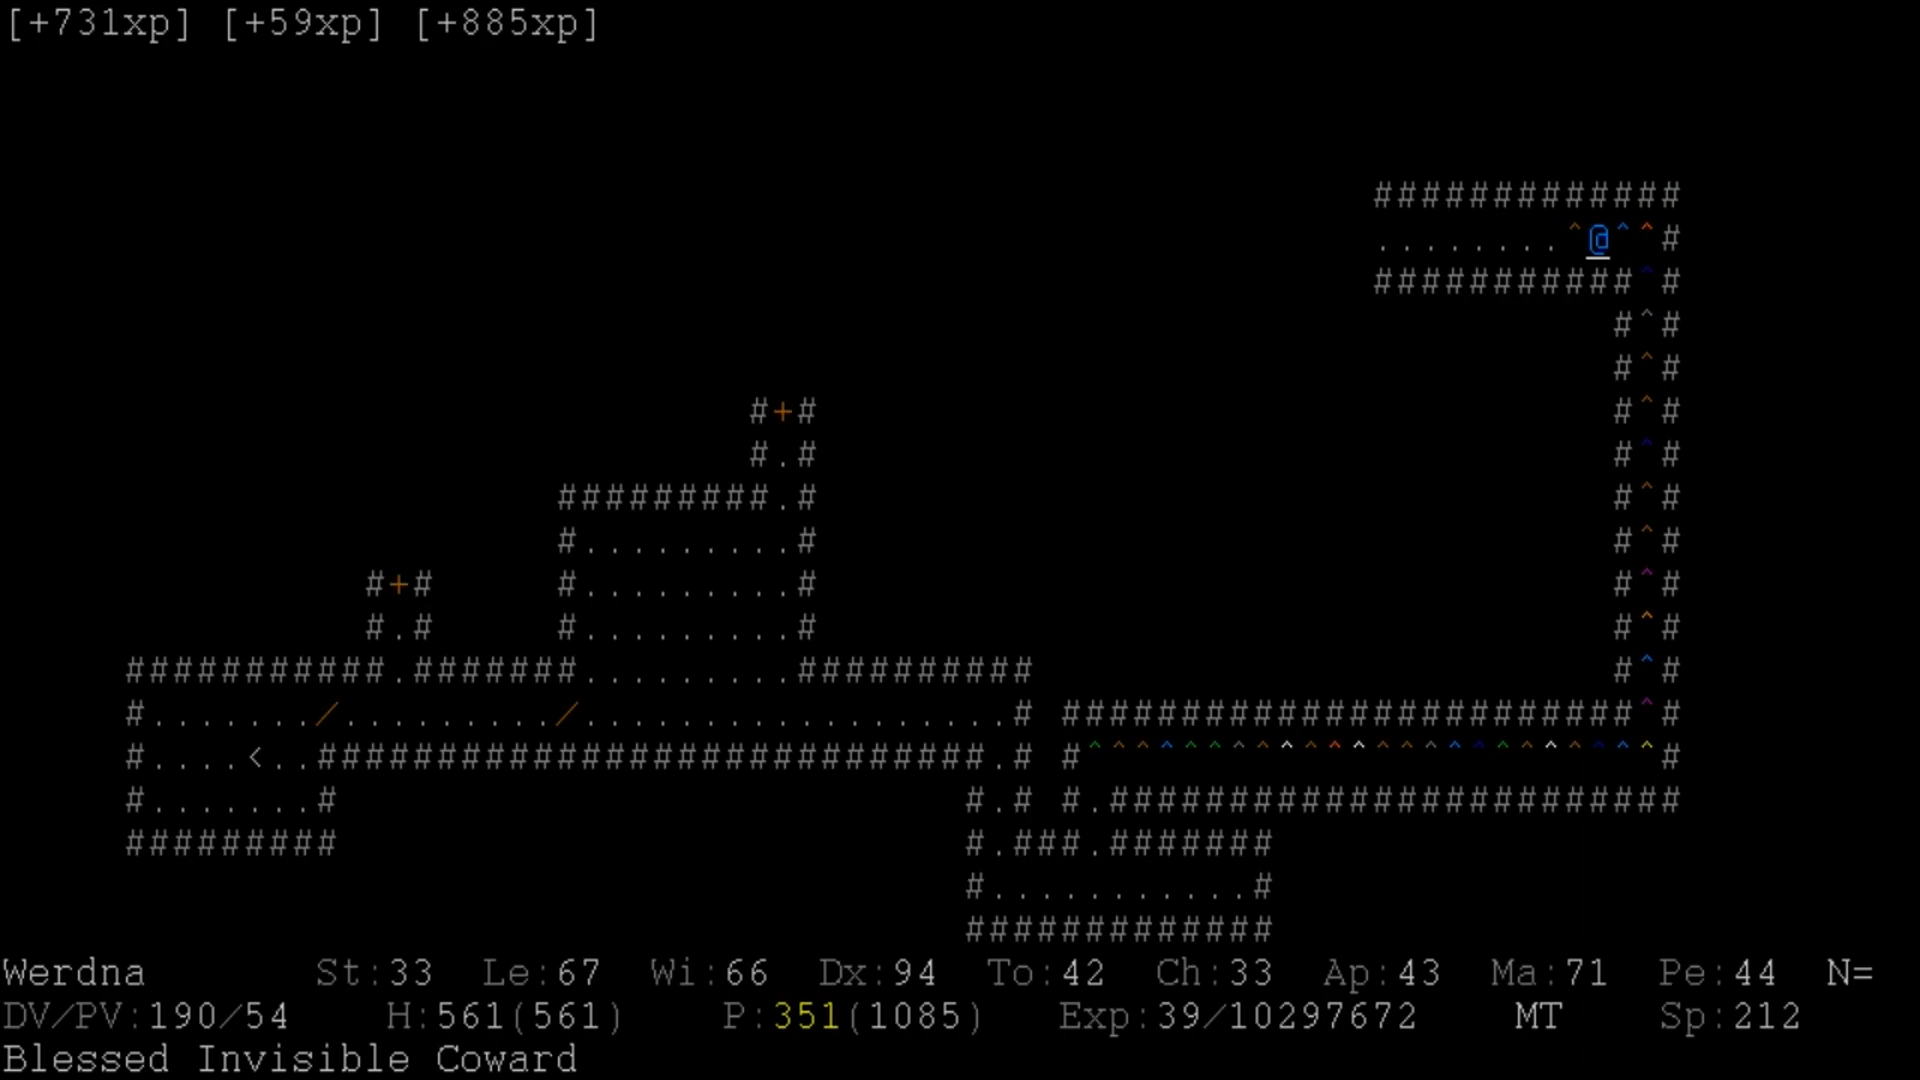 [+731xp] [+59xp] [+885xp]
#############
. . . . . . . . ^@^^#
###########^#
#^#
#^#
#+# #^#
#.# #^#
#########.# #^#
#.........# #^#
#+# #.........# #^#
#.# #.........# #^#
###########.#######.........########## #^#
#......./........./..................# ########################^#
#....<..############################.# #^^^^^^^^^^^^^^^^^^^^^^^^#
#.......# #.# #.########################
######### #.###.#######
#...........#
#############
Werdna St:33 Le:67 Wi:66 Dx:94 To:42 Ch:33 Ap:43 Ma:71 Pe:44 N=
DV/PV:190/54 H:561(561) P:351(1085) Exp:39/10297672 MT Sp:212
Blessed Invisible Coward